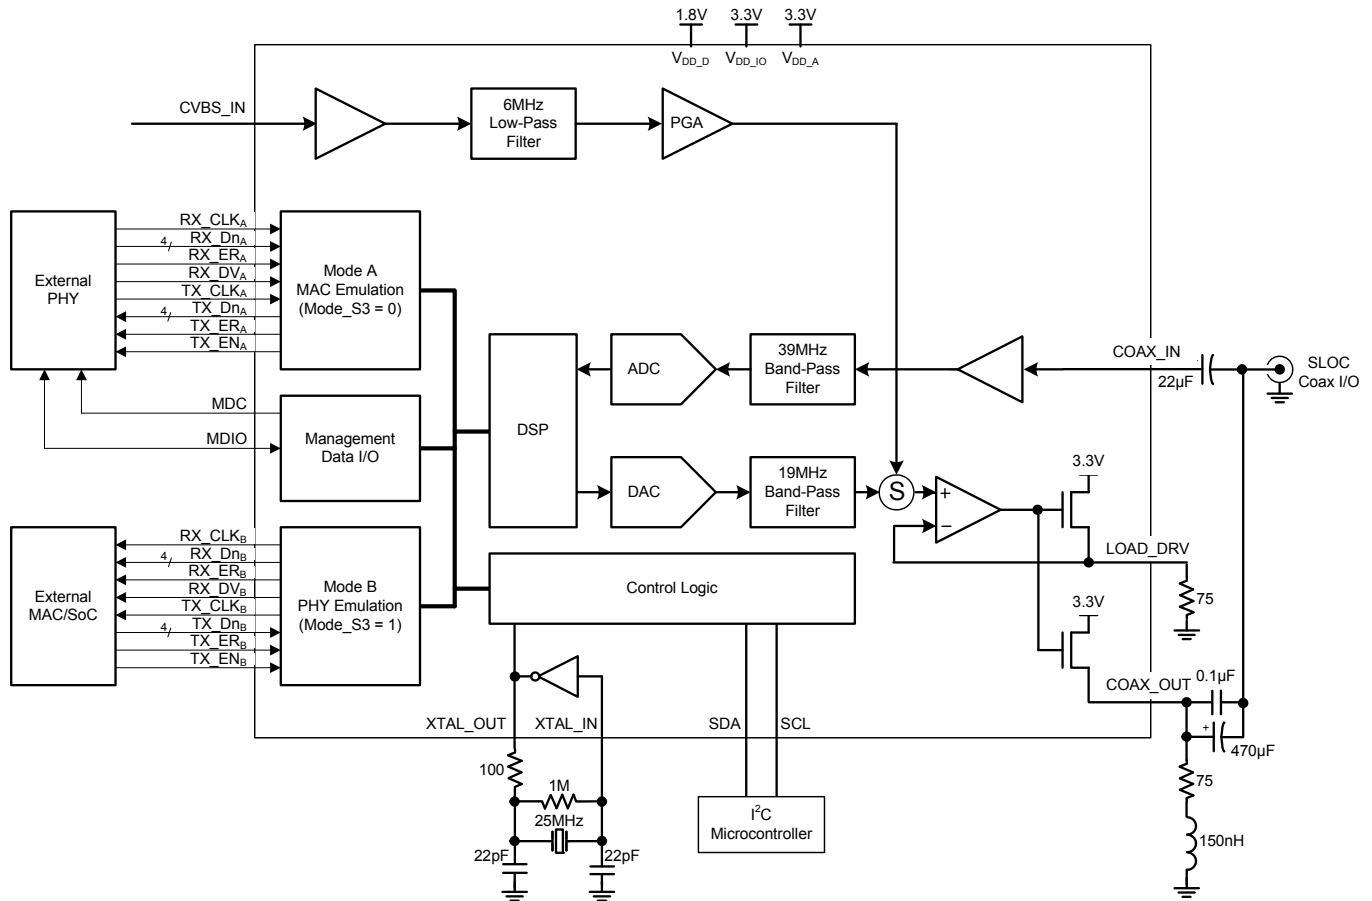 1.8V 3.3V 3.3V
VDD_D VDD_IO VDD_A
CVBS_IN
6MHz
Low-Pass
Filter
PGA
External
PHY
RX_CLKA
4/ RX_DnA
RX_ERA
RX_DVA
TX_CLKA
4/ TX_DnA
TX_ERA
TX_ENA
Mode A
MAC Emulation
(Mode_S3 = 0)
MDC
MDIO
Management
Data I/O
DSP
ADC
39MHz
Band-Pass
Filter
COAX_IN
22µF
SLOC
Coax I/O
DAC
19MHz
Band-Pass
Filter
S
+
−
3.3V
LOAD_DRV
75
External
MAC/SoC
RX_CLKB
4/ RX_DnB
RX_ERB
RX_DVB
TX_CLKB
4/ TX_DnB
TX_ERB
TX_ENB
Mode B
PHY Emulation
(Mode_S3 = 1)
Control Logic
3.3V
COAX_OUT
0.1µF
+
470µF
75
150nH
XTAL_OUT XTAL_IN
SDA SCL
100
1M
25MHz
22pF 22pF
I2C
Microcontroller